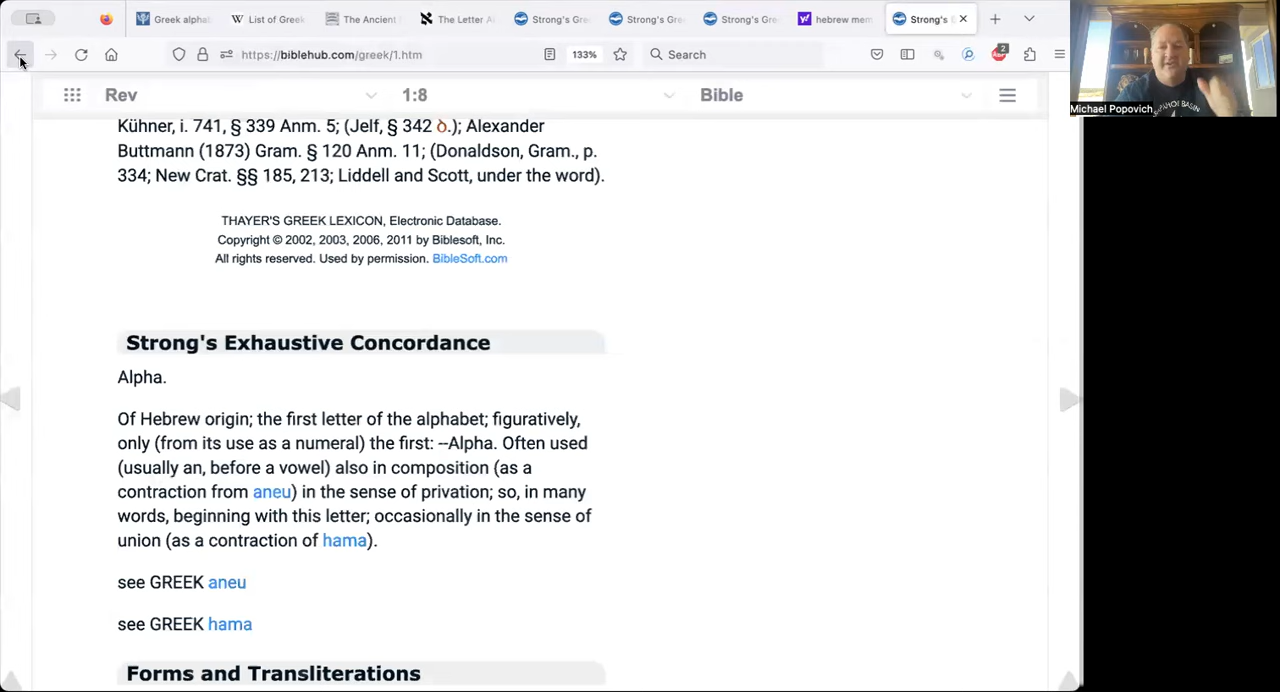 Greek alphab
List of Greek
The Ancient
The Letter A
Strong's Gre
Strong's Gre
Strong's Gre
hebrew mem
Strong's G
https://biblehub.com/greek/1.htm
133%
Search
2
Rev
1:8
Bible
Kühner, i. 741, § 339 Anm. 5; (Jelf, § 342 δ.); Alexander
Buttmann (1873) Gram. § 120 Anm. 11; (Donaldson, Gram., p.
334; New Crat. §§ 185, 213; Liddell and Scott, under the word).
THAYER'S GREEK LEXICON, Electronic Database.
Copyright © 2002, 2003, 2006, 2011 by Biblesoft, Inc.
All rights reserved. Used by permission. BibleSoft.com
Strong's Exhaustive Concordance
Alpha.
Of Hebrew origin; the first letter of the alphabet; figuratively,
only (from its use as a numeral) the first: --Alpha. Often used
(usually an, before a vowel) also in composition (as a
contraction from aneu) in the sense of privation; so, in many
words, beginning with this letter; occasionally in the sense of
union (as a contraction of hama).
see GREEK aneu
see GREEK hama
Forms and Transliterations
Michael Popovich
BASIN